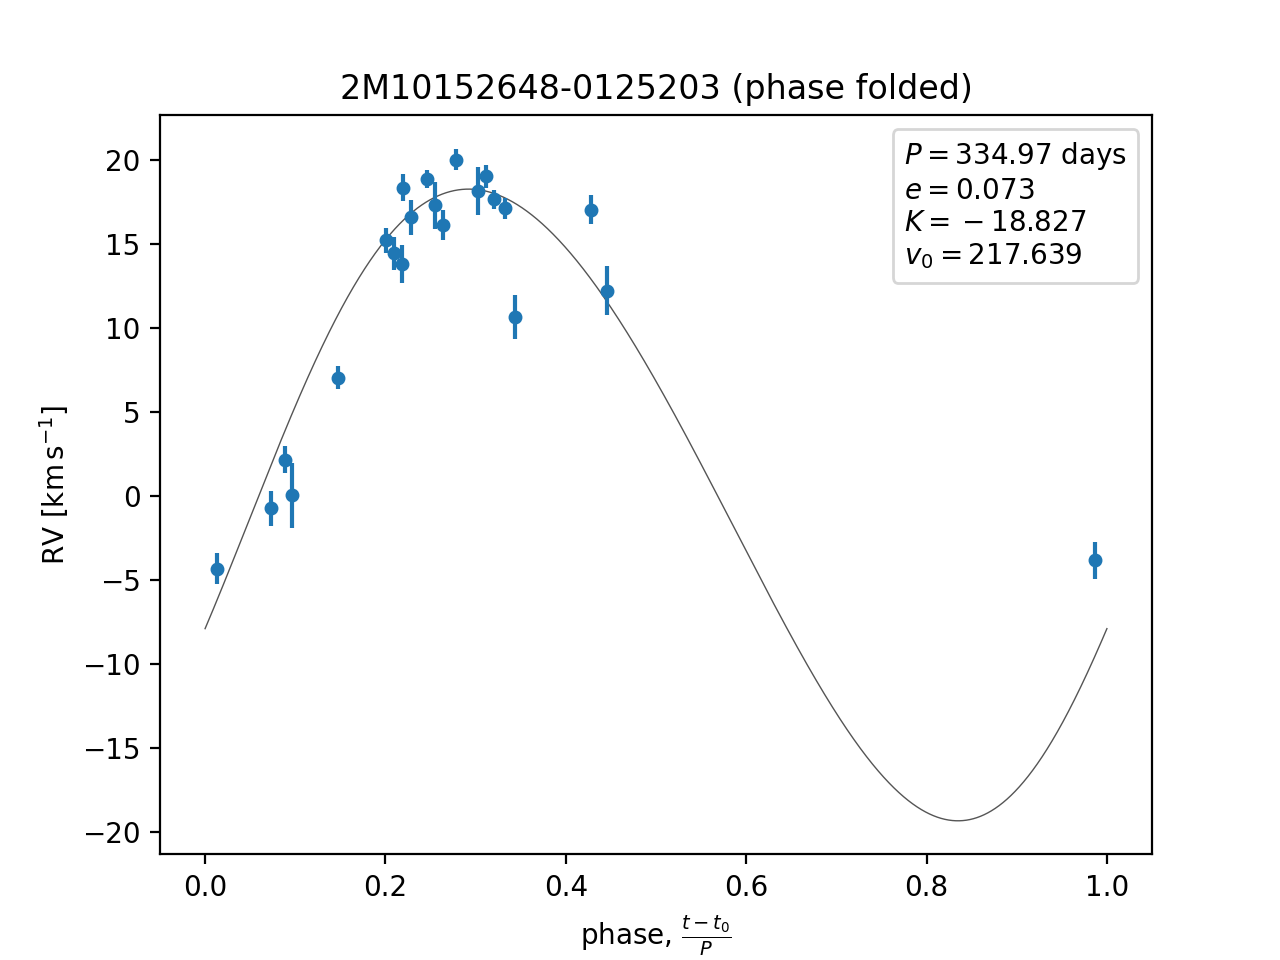 2M10152648-0125203 (phase folded)
P = 334.97 days
e = 0.073
K = −18.827
v₀ = 217.639
RV [km s⁻¹]
20
15
10
5
0
−5
−10
−15
−20
0.0 0.2 0.4 0.6 0.8 1.0
phase, (t − t₀)/P